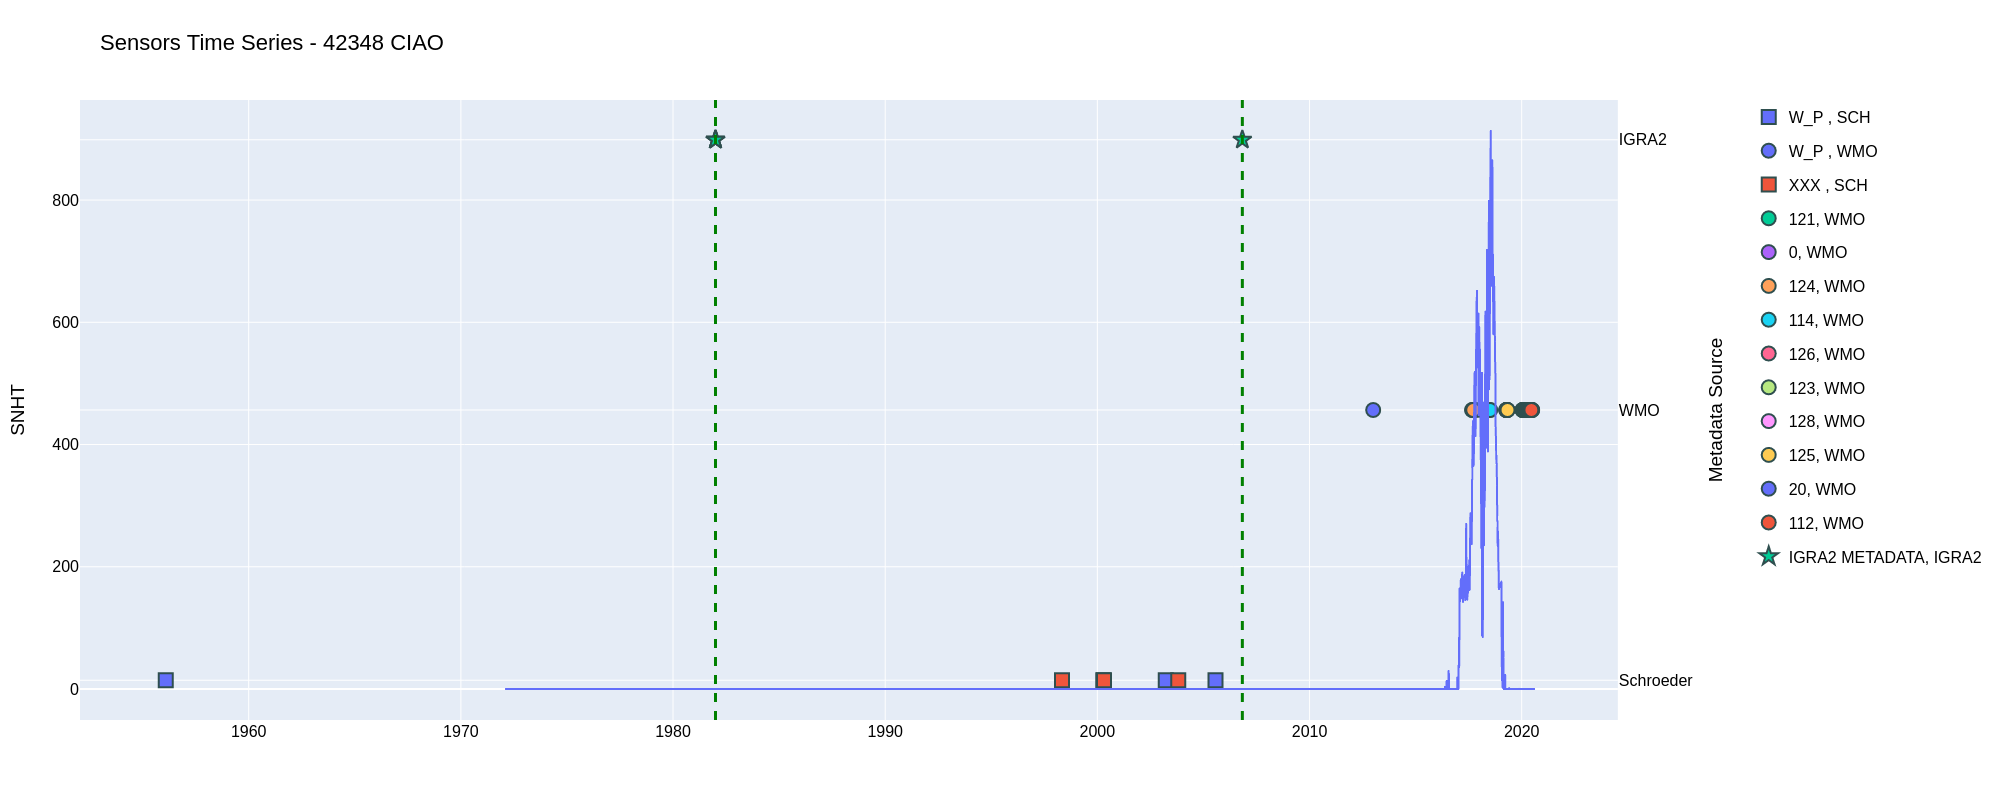 Sensors Time Series - 42348 CIAO
SNHT
800
600
400
200
0
1960
1970
1980
1990
2000
2010
2020
IGRA2
WMO
Schroeder
Metadata Source
W_P , SCH
W_P , WMO
XXX , SCH
121, WMO
0, WMO
124, WMO
114, WMO
126, WMO
123, WMO
128, WMO
125, WMO
20, WMO
112, WMO
IGRA2 METADATA, IGRA2